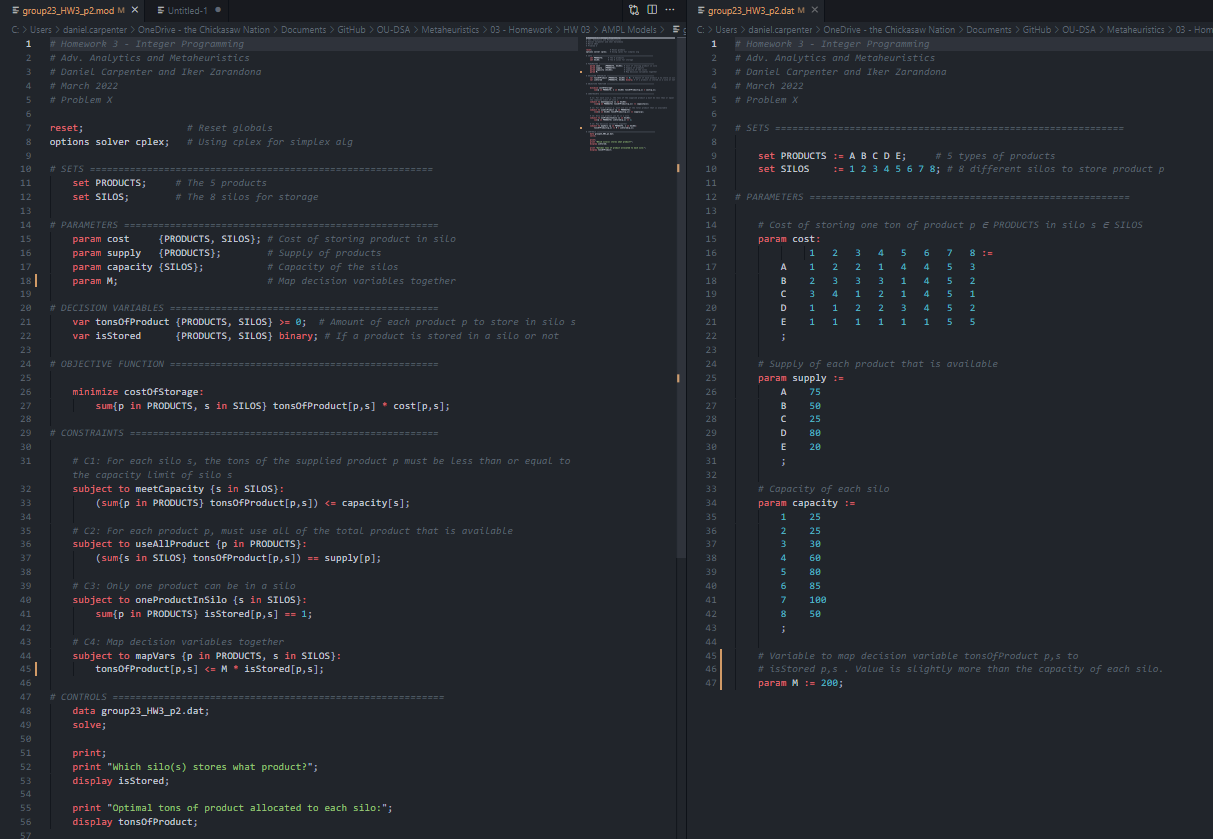 group23_HW3_p2.mod M
Untitled-1
C: > Users > daniel.carpenter > OneDrive - the Chickasaw Nation > Documents > GitHub > OU-DSA > Metaheuristics > 03 - Homework > HW 03 > AMPL Models >
1 # Homework 3 - Integer Programming
2 # Adv. Analytics and Metaheuristics
3 # Daniel Carpenter and Iker Zarandona
4 # March 2022
5 # Problem X
6
7 reset; # Reset globals
8 options solver cplex; # Using cplex for simplex alg
9
10 # SETS ============================================================
11 set PRODUCTS; # The 5 products
12 set SILOS; # The 8 silos for storage
13
14 # PARAMETERS =======================================================
15 param cost {PRODUCTS, SILOS}; # Cost of storing product in silo
16 param supply {PRODUCTS}; # Supply of products
17 param capacity {SILOS}; # Capacity of the silos
18 param M; # Map decision variables together
19
20 # DECISION VARIABLES ===============================================
21 var tonsOfProduct {PRODUCTS, SILOS} >= 0; # Amount of each product p to store in silo s
22 var isStored {PRODUCTS, SILOS} binary; # If a product is stored in a silo or not
23
24 # OBJECTIVE FUNCTION ===============================================
25
26 minimize costOfStorage:
27 sum{p in PRODUCTS, s in SILOS} tonsOfProduct[p,s] * cost[p,s];
28
29 # CONSTRAINTS ======================================================
30
31 # C1: For each silo s, the tons of the supplied product p must be less than or equal to
the capacity limit of silo s
32 subject to meetCapacity {s in SILOS}:
33 (sum{p in PRODUCTS} tonsOfProduct[p,s]) <= capacity[s];
34
35 # C2: For each product p, must use all of the total product that is available
36 subject to useAllProduct {p in PRODUCTS}:
37 (sum{s in SILOS} tonsOfProduct[p,s]) == supply[p];
38
39 # C3: Only one product can be in a silo
40 subject to oneProductInSilo {s in SILOS}:
41 sum{p in PRODUCTS} isStored[p,s] == 1;
42
43 # C4: Map decision variables together
44 subject to mapVars {p in PRODUCTS, s in SILOS}:
45 tonsOfProduct[p,s] <= M * isStored[p,s];
46
47 # CONTROLS ==========================================================
48 data group23_HW3_p2.dat;
49 solve;
50
51 print;
52 print "Which silo(s) stores what product?";
53 display isStored;
54
55 print "Optimal tons of product allocated to each silo:";
56 display tonsOfProduct;
57
group23_HW3_p2.dat M
C: > Users > daniel.carpenter > OneDrive - the Chickasaw Nation > Documents > GitHub > OU-DSA > Metaheuristics > 03 - Hom
1 # Homework 3 - Integer Programming
2 # Adv. Analytics and Metaheuristics
3 # Daniel Carpenter and Iker Zarandona
4 # March 2022
5 # Problem X
6
7 # SETS =============================================================
8
9 set PRODUCTS := A B C D E; # 5 types of products
10 set SILOS := 1 2 3 4 5 6 7 8; # 8 different silos to store product p
11
12 # PARAMETERS ========================================================
13
14 # Cost of storing one ton of product p ∈ PRODUCTS in silo s ∈ SILOS
15 param cost:
16 1 2 3 4 5 6 7 8 :=
17 A 1 2 2 1 4 4 5 3
18 B 2 3 3 3 1 4 5 2
19 C 3 4 1 2 1 4 5 1
20 D 1 1 2 2 3 4 5 2
21 E 1 1 1 1 1 1 5 5
22 ;
23
24 # Supply of each product that is available
25 param supply :=
26 A 75
27 B 50
28 C 25
29 D 80
30 E 20
31 ;
32
33 # Capacity of each silo
34 param capacity :=
35 1 25
36 2 25
37 3 30
38 4 60
39 5 80
40 6 85
41 7 100
42 8 50
43 ;
44
45 # Variable to map decision variable tonsOfProduct p,s to
46 # isStored p,s . Value is slightly more than the capacity of each silo.
47 param M := 200;